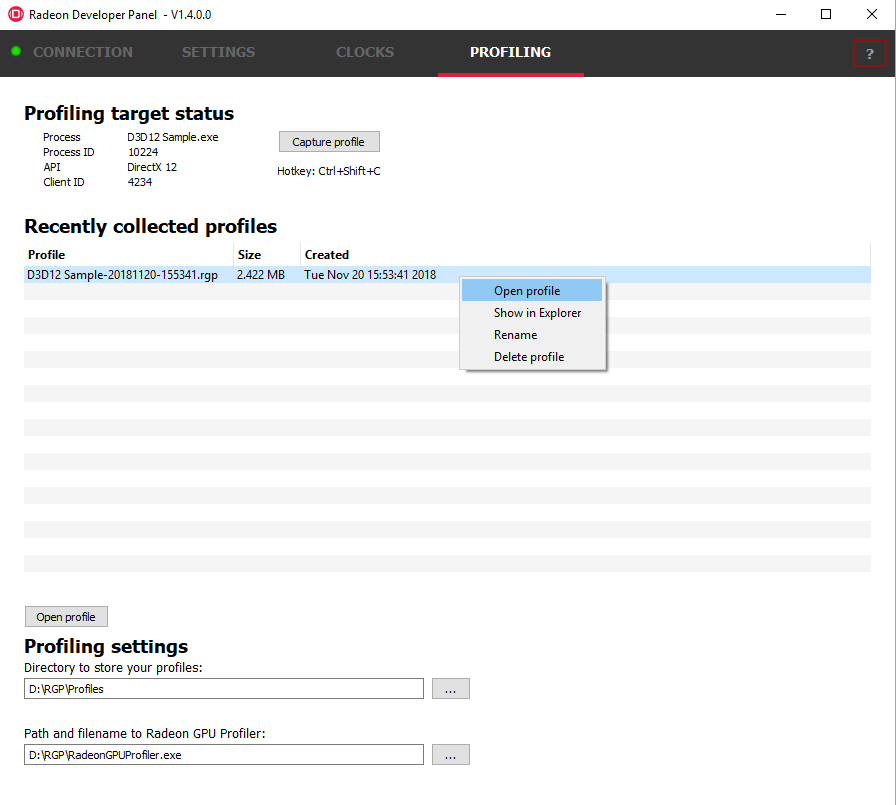 Radeon Developer Panel - V1.4.0.0
CONNECTION SETTINGS CLOCKS PROFILING ?
Profiling target status
Process D3D12 Sample.exe
Capture profile
Process ID 10224
API DirectX 12
Hotkey: Ctrl+Shift+C
Client ID 4234
Recently collected profiles
Profile Size Created
D3D12 Sample-20181120-155341.rgp 2.422 MB Tue Nov 20 15:53:41 2018
Open profile
Show in Explorer
Rename
Delete profile
Open profile
Profiling settings
Directory to store your profiles:
D:\RGP\Profiles ...
Path and filename to Radeon GPU Profiler:
D:\RGP\RadeonGPUProfiler.exe ...